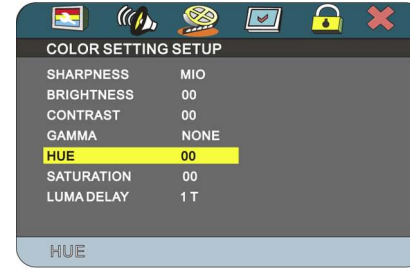 COLOR SETTING SETUP
SHARPNESS MIO
BRIGHTNESS 00
CONTRAST 00
GAMMA NONE
HUE 00
SATURATION 00
LUMA DELAY 1 T
HUE